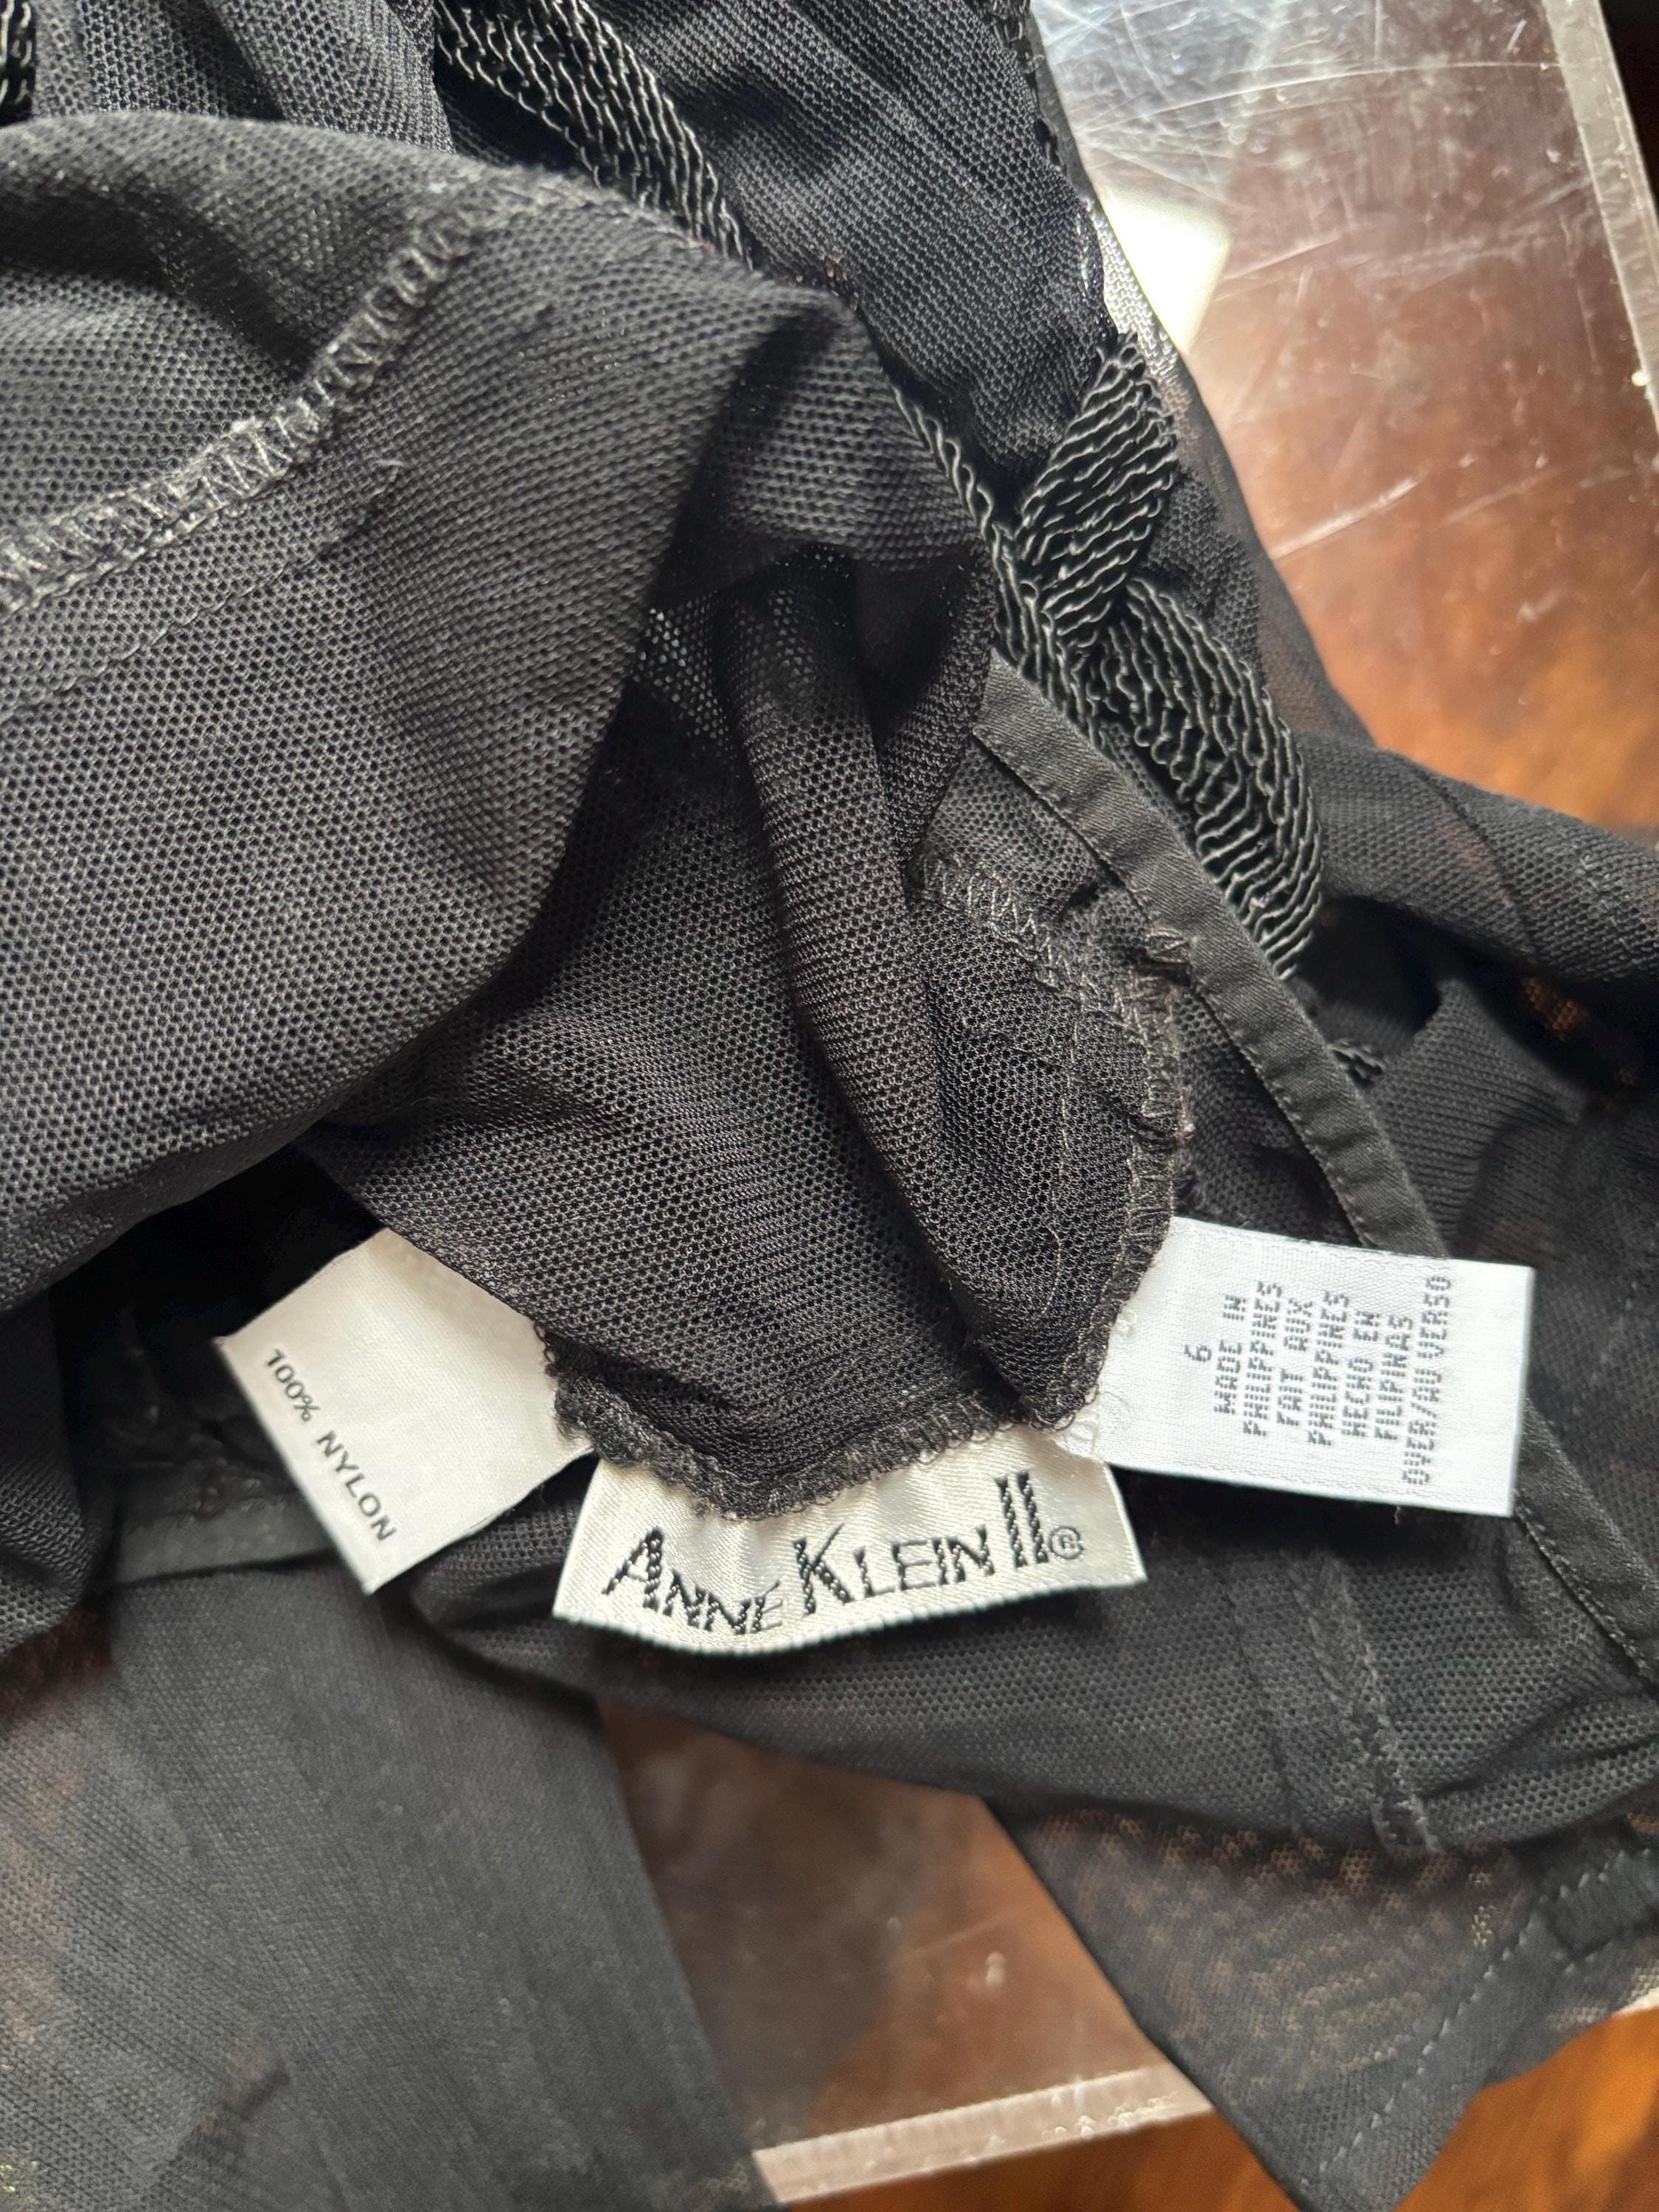 100% NYLON
ANNE KLEIN II®
6
MADE IN
PHILIPPINES
FAIT AUX
PHILIPPINES
HECHO EN
FILIPINAS
OVER/AU VERSO